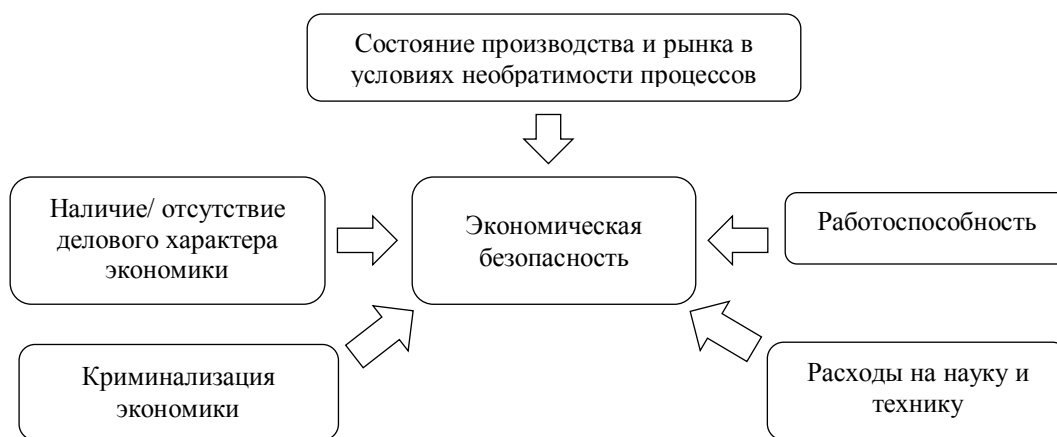 Состояние производства и рынка в
условиях необратимости процессов
Наличие/ отсутствие
делового характера
экономики
Экономическая
безопасность
Работоспособность
Криминализация
экономики
Расходы на науку и
технику